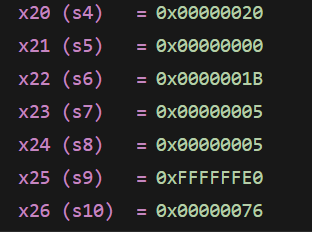 x20 (s4) = 0x00000020
x21 (s5) = 0x00000000
x22 (s6) = 0x0000001B
x23 (s7) = 0x00000005
x24 (s8) = 0x00000005
x25 (s9) = 0xFFFFFFE0
x26 (s10) = 0x00000076